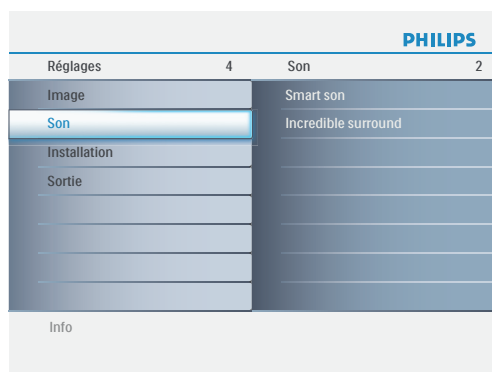 PHILIPS
Réglages 4 Son 2
Image Smart son
Son Incredible surround
Installation
Sortie
Info